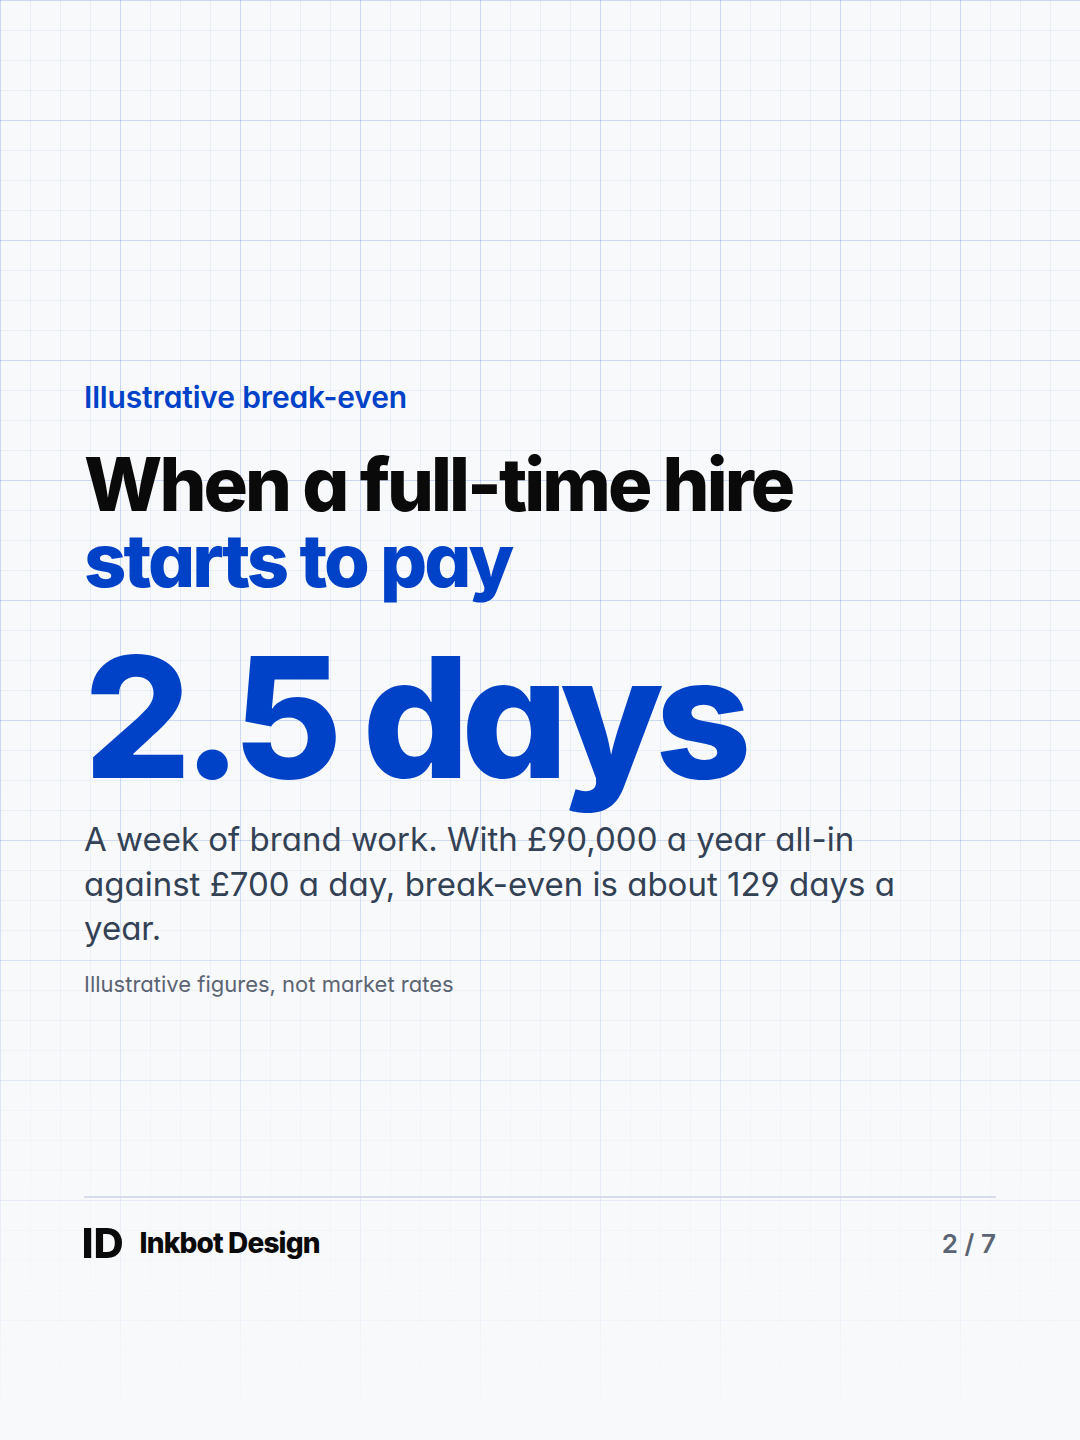 Illustrative break-even
When a full-time hire
starts to pay
2.5 days
A week of brand work. With £90,000 a year all-in
against £700 a day, break-even is about 129 days a
year.
Illustrative figures, not market rates
ID Inkbot Design
2 / 7